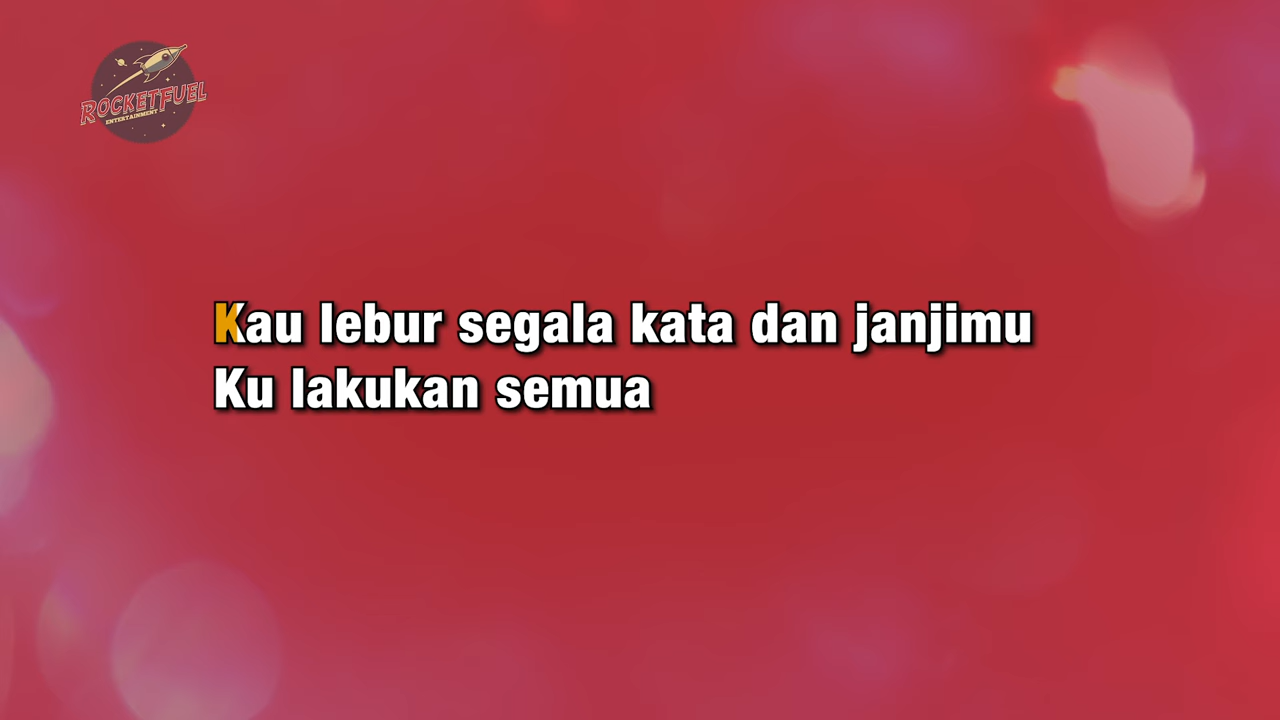 ROCKETFUEL
ENTERTAINMENT
Kau lebur segala kata dan janjimu
Ku lakukan semua